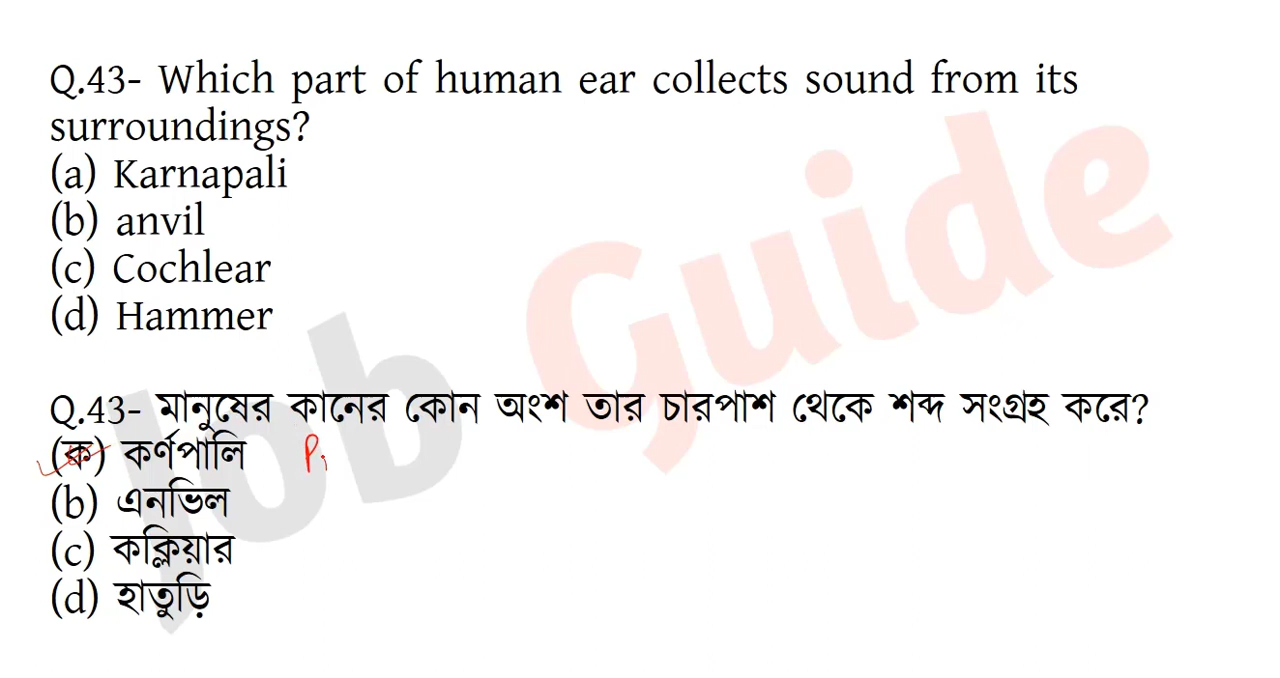 Q.43- Which part of human ear collects sound from its
surroundings?
(a) Karnapali
(b) anvil
(c) Cochlear
(d) Hammer
Q.43- মানুষের কানের কোন অংশ তার চারপাশ থেকে শব্দ সংগ্রহ করে?
(ক) কর্ণপালি Pi
(b) এনভিল
(c) কক্লিয়ার
(d) হাতুড়ি
Job Guide